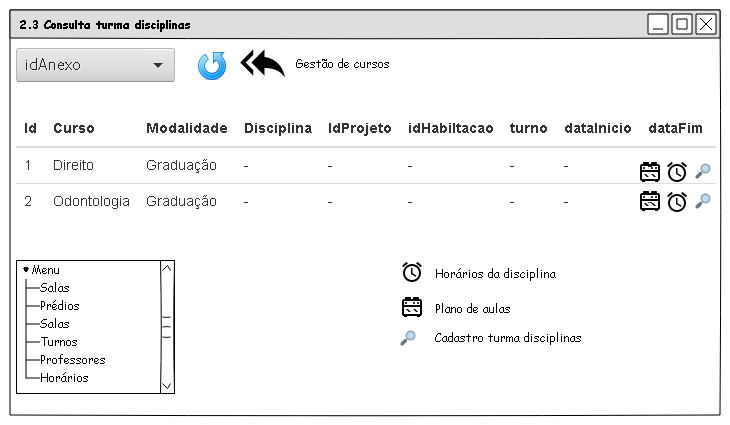 2.3 Consulta turma disciplinas
idAnexo
Gestão de cursos
Id Curso Modalidade Disciplina IdProjeto idHabiltacao turno dataInicio dataFim
1 Direito Graduação - - - - -
2 Odontologia Graduação - - - - -
Menu
Salas
Prédios
Salas
Turnos
Professores
Horários
Horários da disciplina
Plano de aulas
Cadastro turma disciplinas